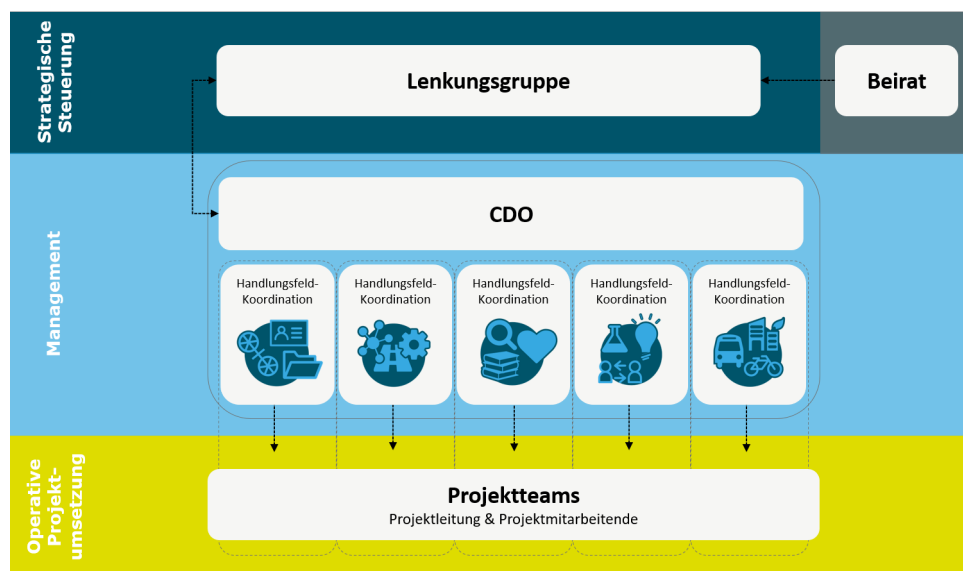 Strategische
Steuerung
Lenkungsgruppe
Beirat
Management
CDO
Handlungsfeld-
Koordination
Handlungsfeld-
Koordination
Handlungsfeld-
Koordination
Handlungsfeld-
Koordination
Handlungsfeld-
Koordination
Operative
Projekt-
umsetzung
Projektteams
Projektleitung & Projektmitarbeitende